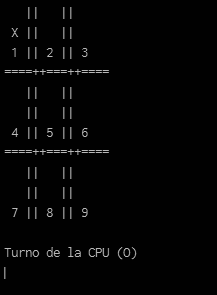 ||   ||
 X ||   ||
 1 || 2 || 3
====++===++====
   ||   ||
   ||   ||
 4 || 5 || 6
====++===++====
   ||   ||
   ||   ||
 7 || 8 || 9
Turno de la CPU (O)